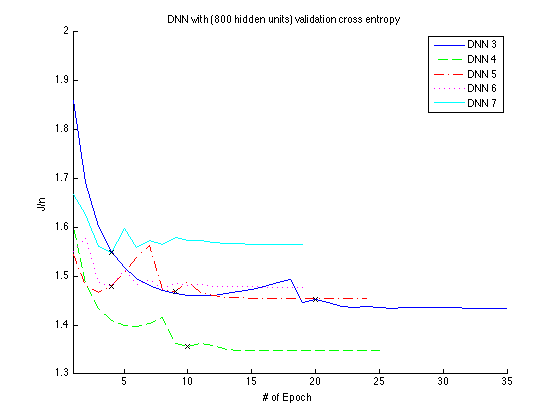 DNN with (800 hidden units) validation cross entropy
2
1.9
1.8
1.7
1.6
1.5
1.4
1.3
J/n
DNN 3
DNN 4
DNN 5
DNN 6
DNN 7
5 10 15 20 25 30 35
# of Epoch